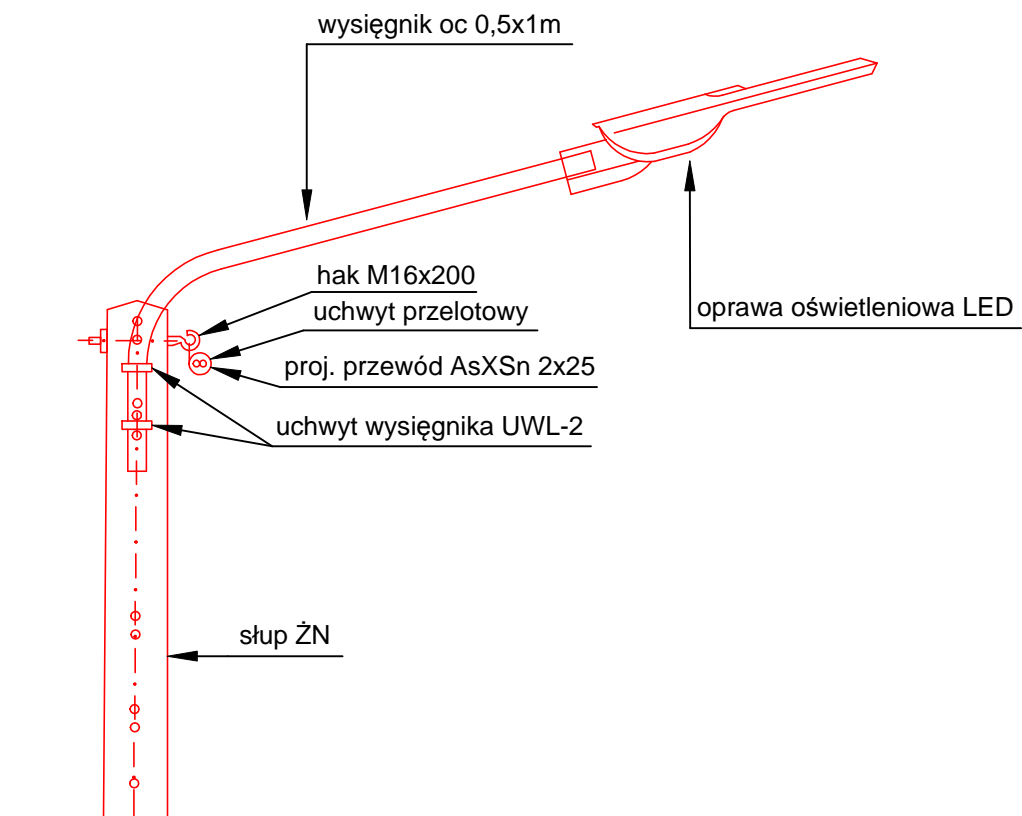 wysięgnik oc 0,5x1m
hak M16x200
uchwyt przelotowy
oprawa oświetleniowa LED
proj. przewód AsXSn 2x25
uchwyt wysięgnika UWL-2
słup ŻN